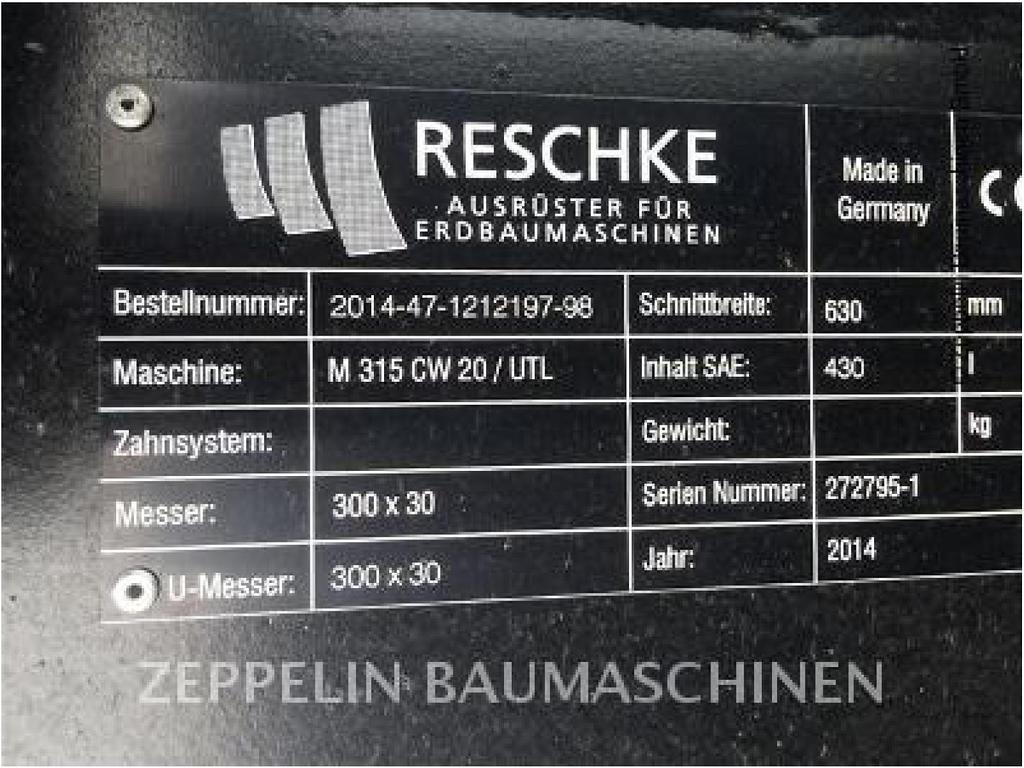 RESCHKE
AUSRÜSTER FÜR
ERDBAUMASCHINEN
Made in
Germany
Bestellnummer: 2014-47-1212197-98 Schnittbreite: 630 mm
Maschine: M 315 CW 20 / UTL Inhalt SAE: 430 l
Zahnsystem: Gewicht: kg
Messer: 300 x 30 Serien Nummer: 272795-1
U-Messer: 300 x 30 Jahr: 2014
ZEPPELIN BAUMASCHINEN